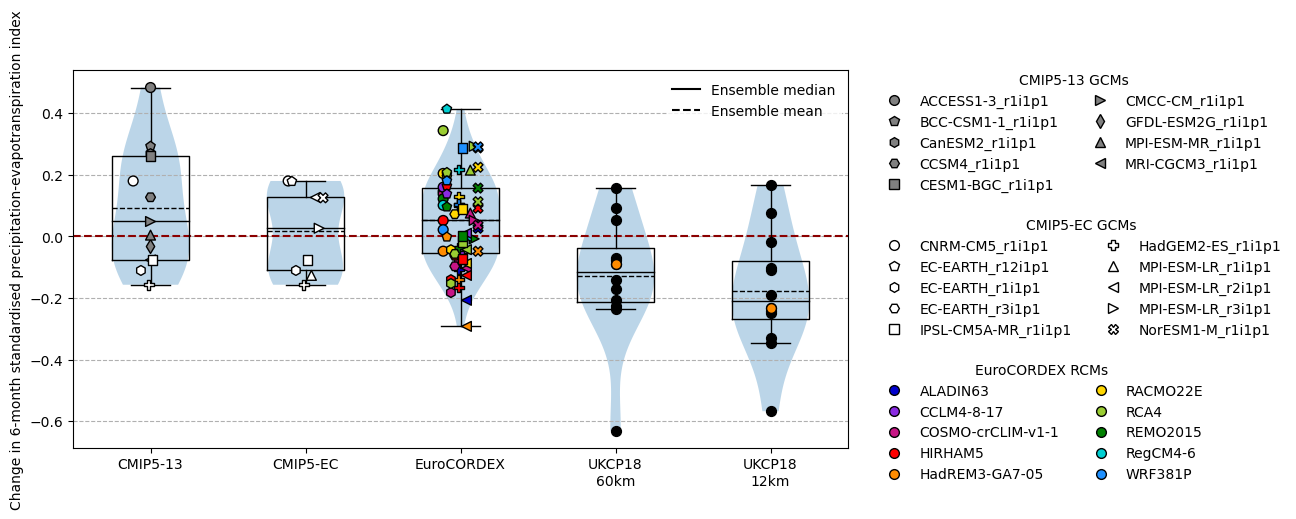 Change in 6-month standardised precipitation-evapotranspiration index
0.4
0.2
0.0
−0.2
−0.4
−0.6
Ensemble median
Ensemble mean
CMIP5-13
CMIP5-EC
EuroCORDEX
UKCP18
60km
UKCP18
12km
CMIP5-13 GCMs
ACCESS1-3_r1i1p1
BCC-CSM1-1_r1i1p1
CanESM2_r1i1p1
CCSM4_r1i1p1
CESM1-BGC_r1i1p1
CMCC-CM_r1i1p1
GFDL-ESM2G_r1i1p1
MPI-ESM-MR_r1i1p1
MRI-CGCM3_r1i1p1
CMIP5-EC GCMs
CNRM-CM5_r1i1p1
EC-EARTH_r12i1p1
EC-EARTH_r1i1p1
EC-EARTH_r3i1p1
IPSL-CM5A-MR_r1i1p1
HadGEM2-ES_r1i1p1
MPI-ESM-LR_r1i1p1
MPI-ESM-LR_r2i1p1
MPI-ESM-LR_r3i1p1
NorESM1-M_r1i1p1
EuroCORDEX RCMs
ALADIN63
CCLM4-8-17
COSMO-crCLIM-v1-1
HIRHAM5
HadREM3-GA7-05
RACMO22E
RCA4
REMO2015
RegCM4-6
WRF381P